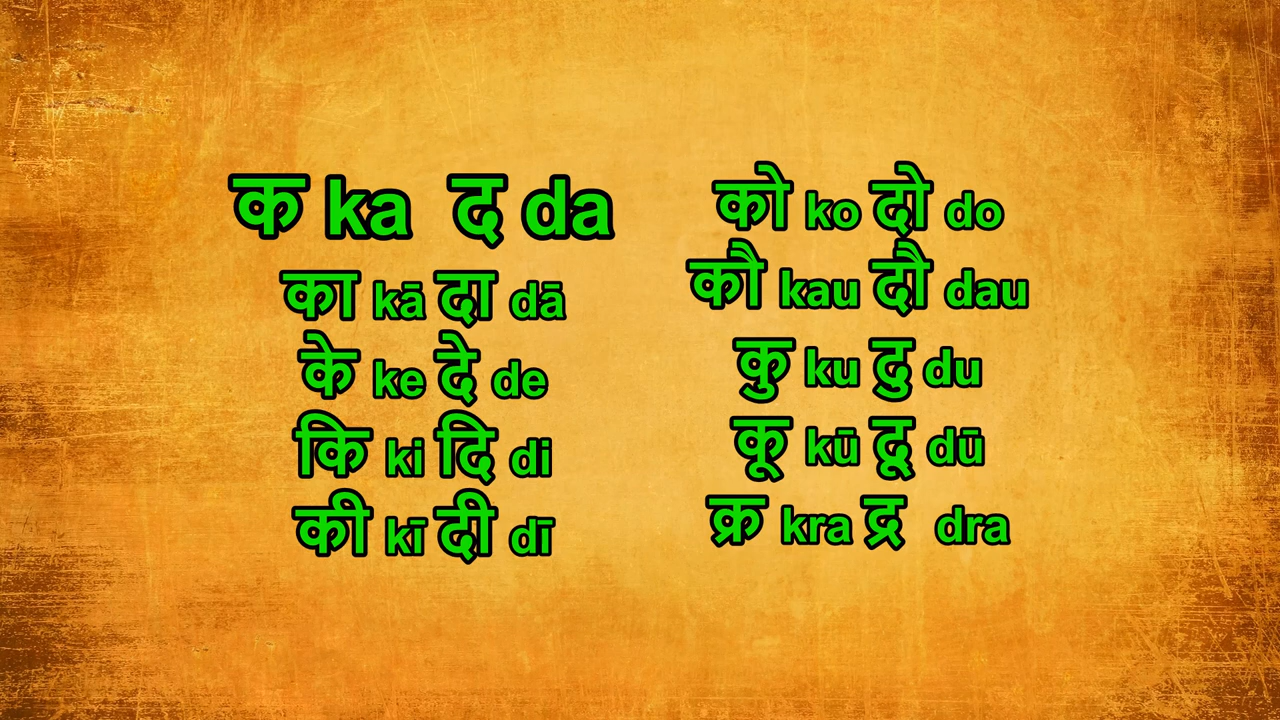 क ka द da
का kā दा dā
के ke दे de
कि ki दि di
की kī दी dī
को ko दो do
कौ kau दौ dau
कु ku दु du
कू kū दू dū
क्र kra द्र dra